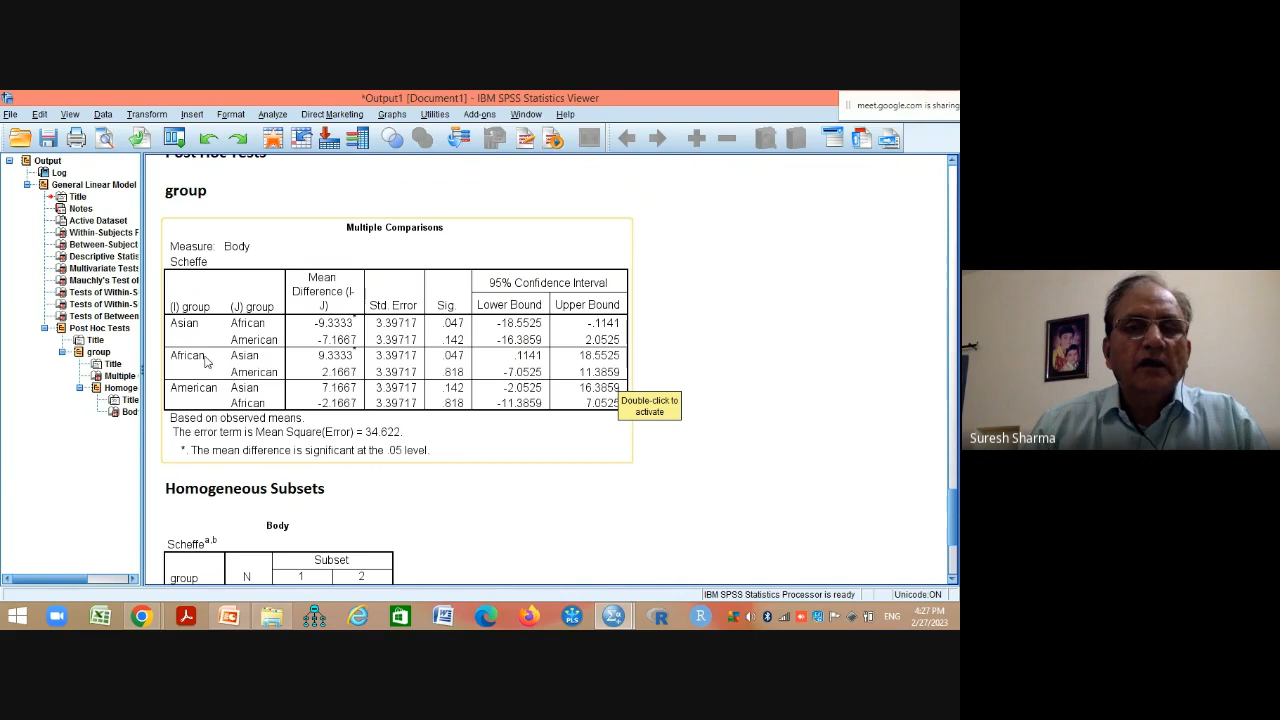 *Output1 [Document1] - IBM SPSS Statistics Viewer
meet.google.com is sharing
File Edit View Data Transform Insert Format Analyze Direct Marketing Graphs Utilities Add-ons Window Help
Output
Log
General Linear Model
Title
Notes
Active Dataset
Within-Subjects F
Between-Subject
Descriptive Statis
Multivariate Tests
Mauchly's Test of
Tests of Within-S
Tests of Within-S
Tests of Between
Post Hoc Tests
Title
group
Title
Multiple
Homoge
Title
Bod
Post Hoc Tests
group
Multiple Comparisons
Measure: Body
Scheffe
(I) group (J) group Mean Difference (I-J) Std. Error Sig. 95% Confidence Interval
Lower Bound Upper Bound
Asian African -9.3333* 3.39717 .047 -18.5525 -.1141
American -7.1667 3.39717 .142 -16.3859 2.0525
African Asian 9.3333* 3.39717 .047 .1141 18.5525
American 2.1667 3.39717 .818 -7.0525 11.3859
American Asian 7.1667 3.39717 .142 -2.0525 16.3859
African -2.1667 3.39717 .818 -11.3859 7.0525
Based on observed means.
The error term is Mean Square(Error) = 34.622.
*. The mean difference is significant at the .05 level.
Double-click to
activate
Homogeneous Subsets
Body
Scheffe a,b
group N Subset
1 2
IBM SPSS Statistics Processor is ready Unicode:ON
PLS
R
R
ENG
4:27 PM
2/27/2023
Suresh Sharma